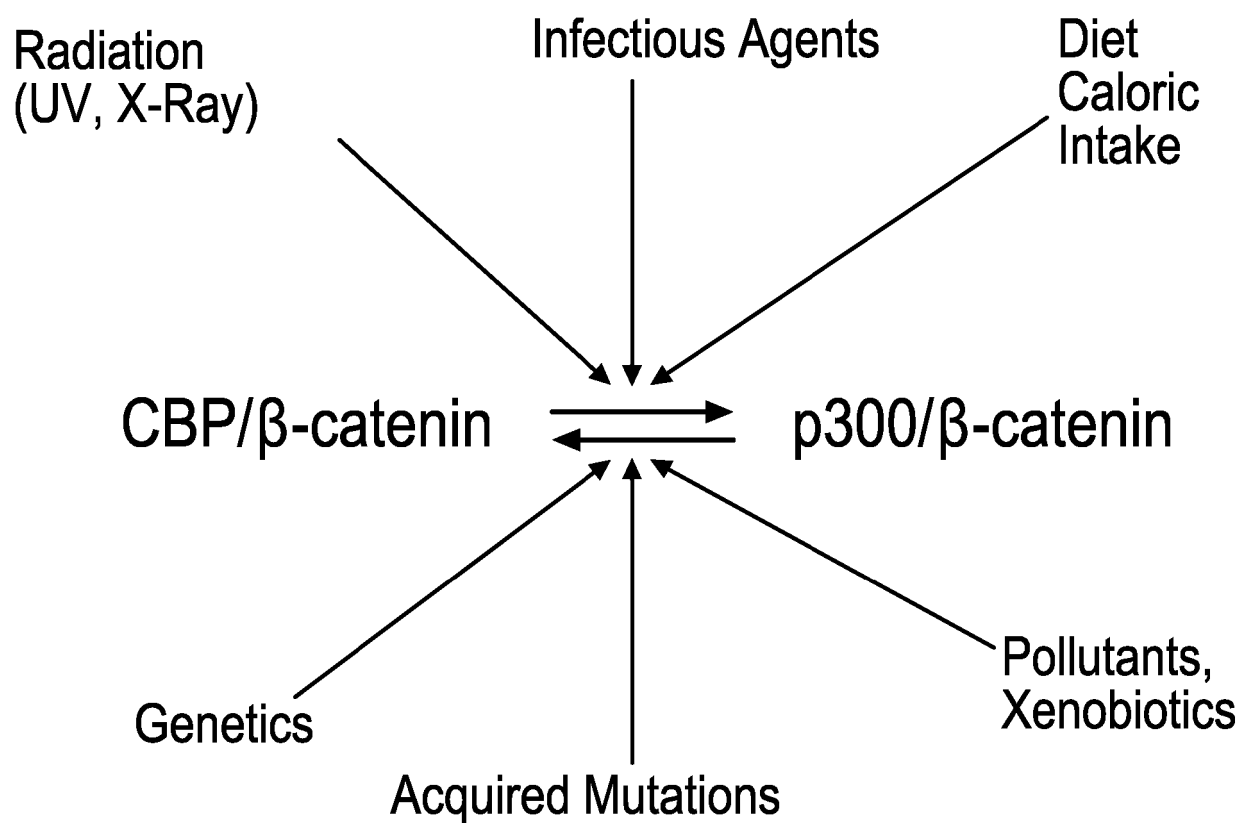 Radiation
(UV, X-Ray)
Infectious Agents
Diet
Caloric
Intake
CBP/β-catenin
p300/β-catenin
Genetics
Acquired Mutations
Pollutants,
Xenobiotics